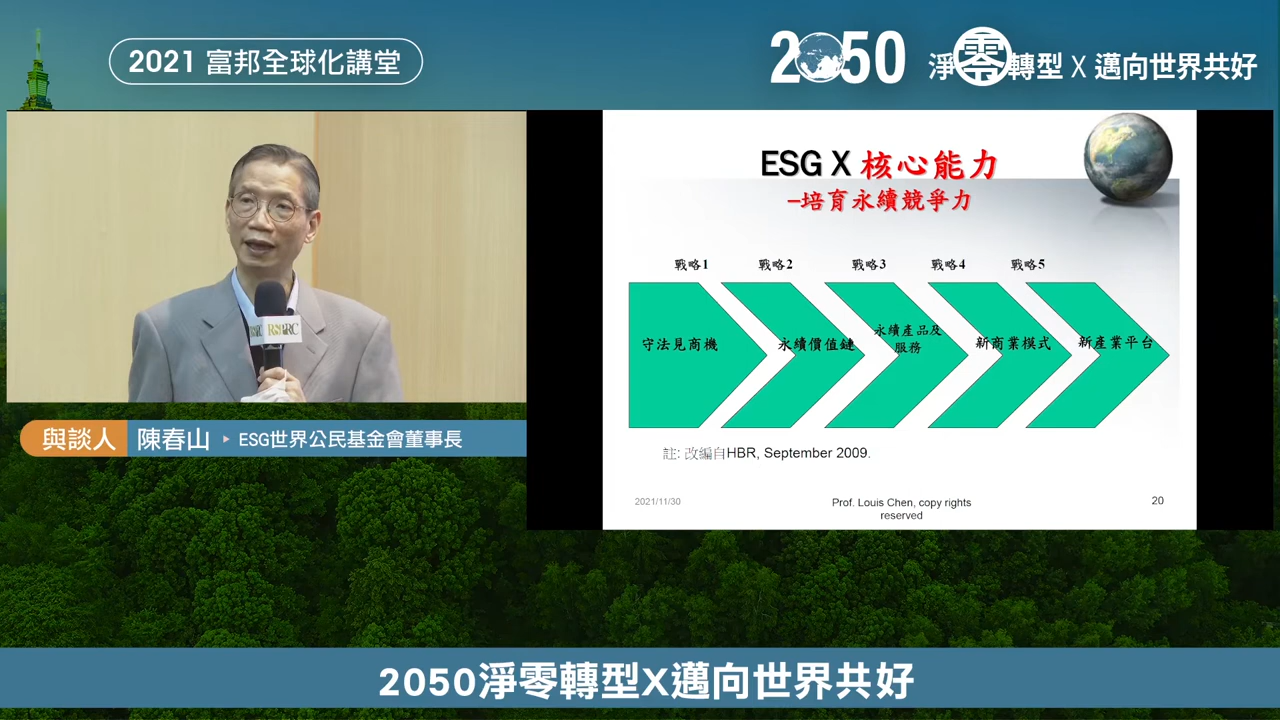 2021 富邦全球化講堂
2050 淨零轉型 X 邁向世界共好
ESG X 核心能力
–培育永續競爭力
戰略1 戰略2 戰略3 戰略4 戰略5
守法見商機 永續價值鏈 永續產品及服務 新商業模式 新產業平台
註: 改編自HBR, September 2009.
2021/11/30
Prof. Louis Chen, copy rights
reserved
20
與談人 陳春山 ▸ ESG世界公民基金會董事長
2050淨零轉型X邁向世界共好